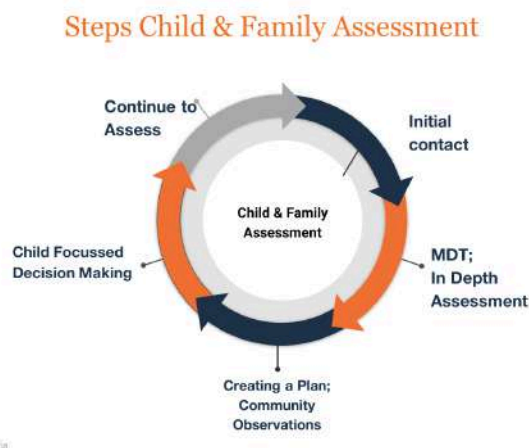 Steps Child & Family Assessment
Continue to
Assess
Initial
contact
Child & Family
Assessment
Child Focussed
Decision Making
MDT;
In Depth
Assessment
Creating a Plan;
Community
Observations